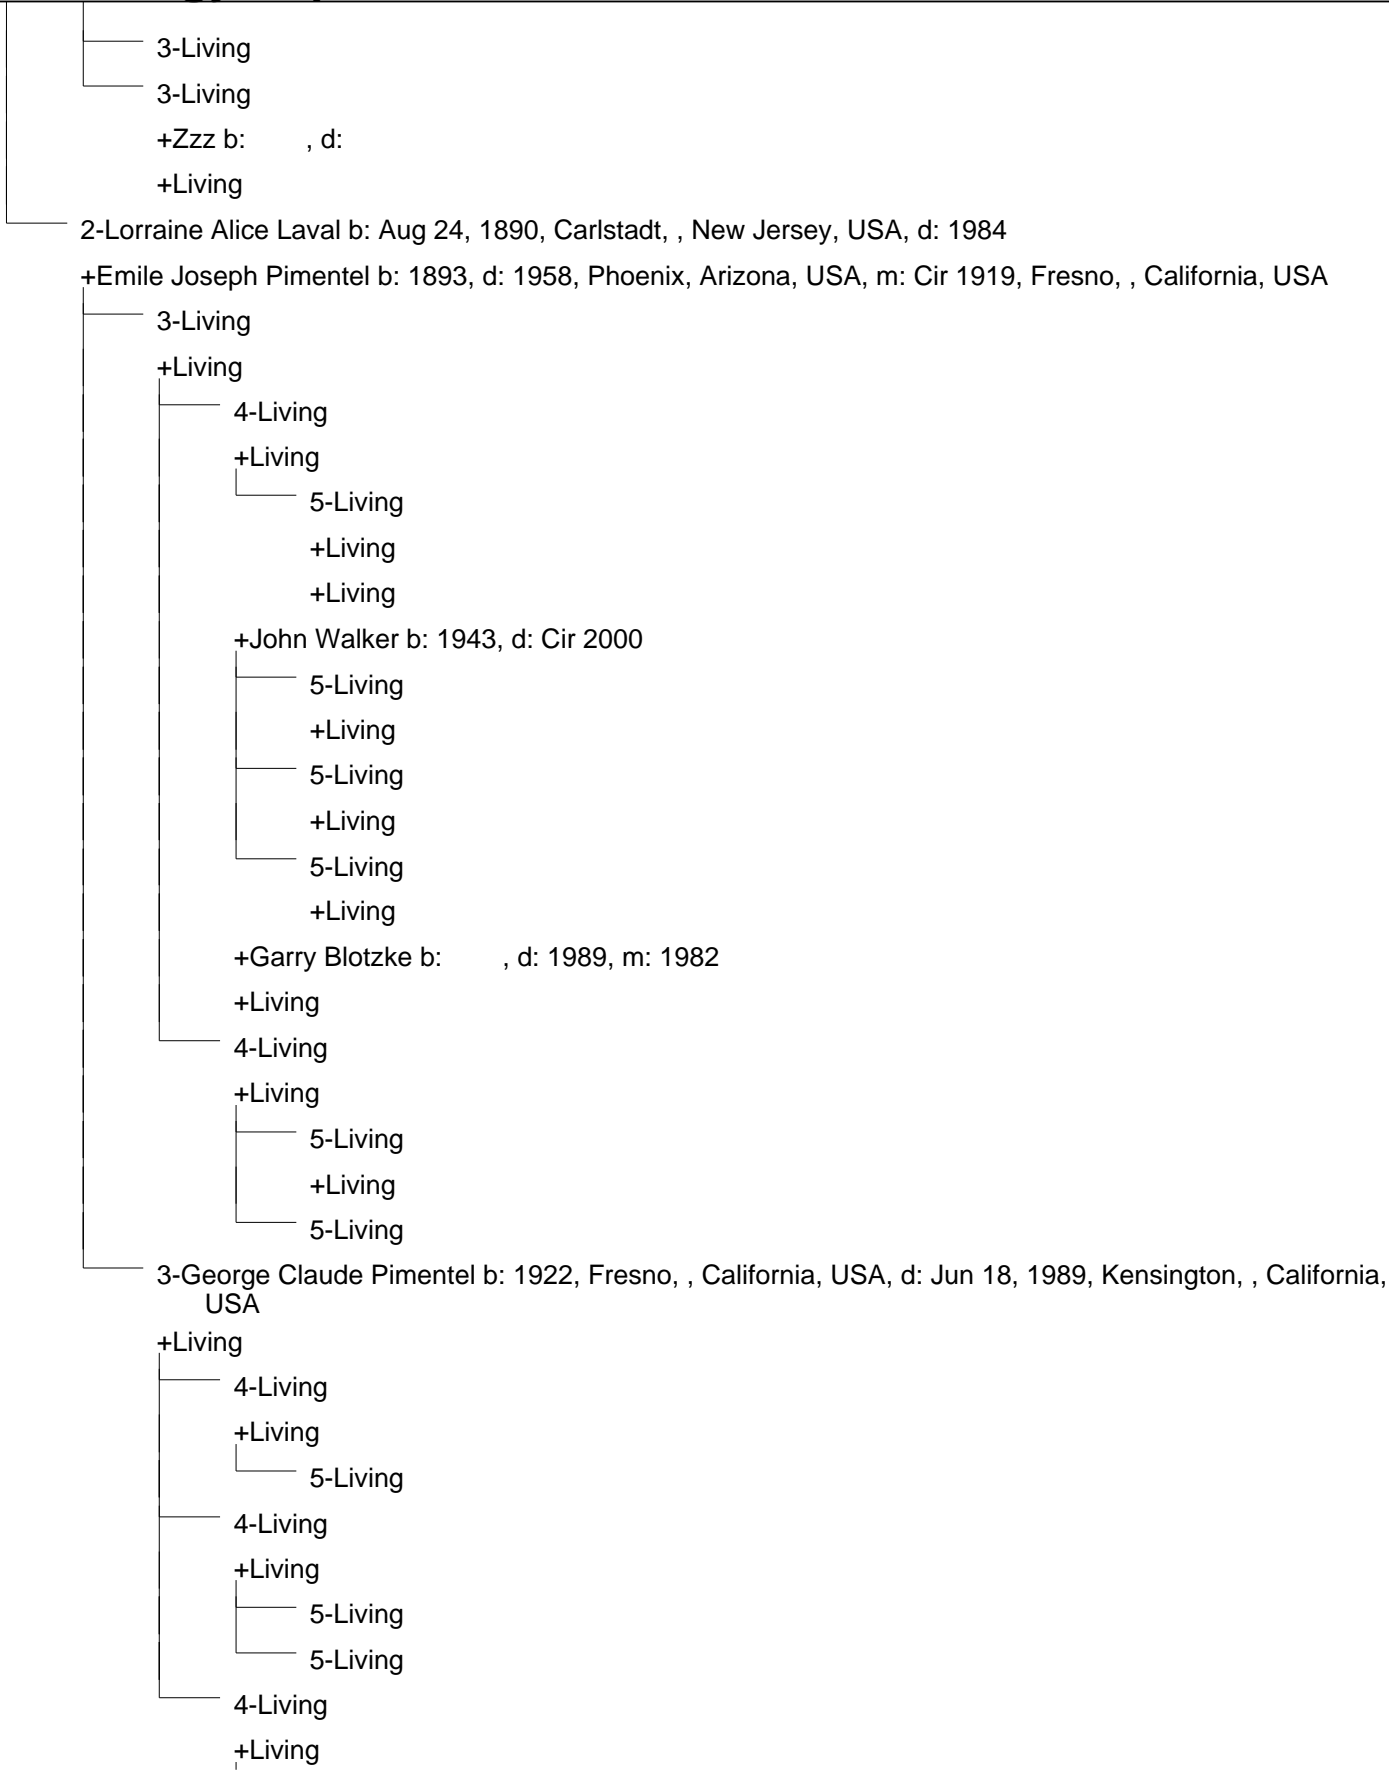 3-Living
3-Living
+Zzz b: , d:
+Living
2-Lorraine Alice Laval b: Aug 24, 1890, Carlstadt, , New Jersey, USA, d: 1984
+Emile Joseph Pimentel b: 1893, d: 1958, Phoenix, Arizona, USA, m: Cir 1919, Fresno, , California, USA
3-Living
+Living
4-Living
+Living
5-Living
+Living
+Living
+John Walker b: 1943, d: Cir 2000
5-Living
+Living
5-Living
+Living
5-Living
+Living
+Garry Blotzke b: , d: 1989, m: 1982
+Living
4-Living
+Living
5-Living
+Living
5-Living
3-George Claude Pimentel b: 1922, Fresno, , California, USA, d: Jun 18, 1989, Kensington, , California,
USA
+Living
4-Living
+Living
5-Living
4-Living
+Living
5-Living
5-Living
4-Living
+Living